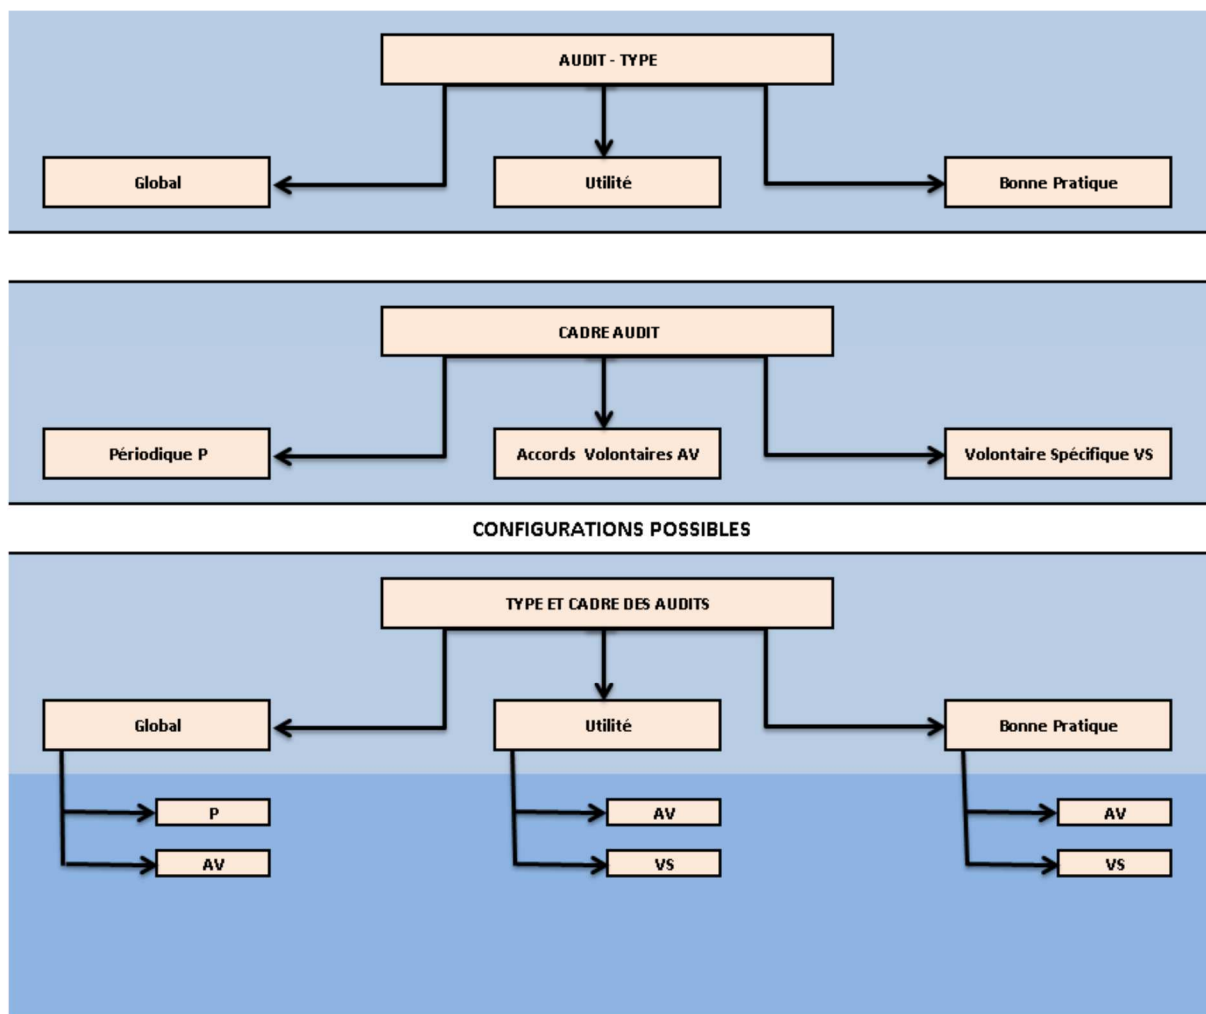 AUDIT - TYPE
Global
Utilité
Bonne Pratique
CADRE AUDIT
Périodique P
Accords Volontaires AV
Volontaire Spécifique VS
CONFIGURATIONS POSSIBLES
TYPE ET CADRE DES AUDITS
Global
Utilité
Bonne Pratique
P
AV
AV
AV
VS
VS